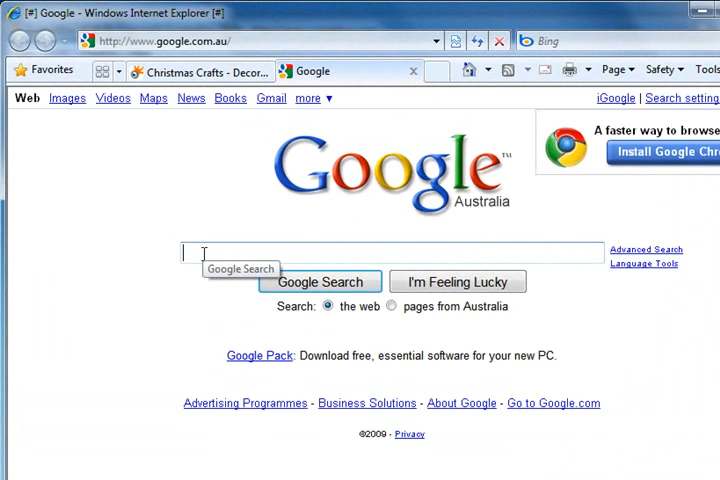 [#] Google - Windows Internet Explorer [#]
http://www.google.com.au/
Bing
Favorites
Christmas Crafts - Decor...
Google
Page
Safety
Tools
Web Images Videos Maps News Books Gmail more ▼
iGoogle | Search setting
A faster way to browse
Install Google Chr
Google™
Australia
Advanced Search
Language Tools
Google Search
Google Search
I'm Feeling Lucky
Search: the web pages from Australia
Google Pack: Download free, essential software for your new PC.
Advertising Programmes - Business Solutions - About Google - Go to Google.com
©2009 - Privacy